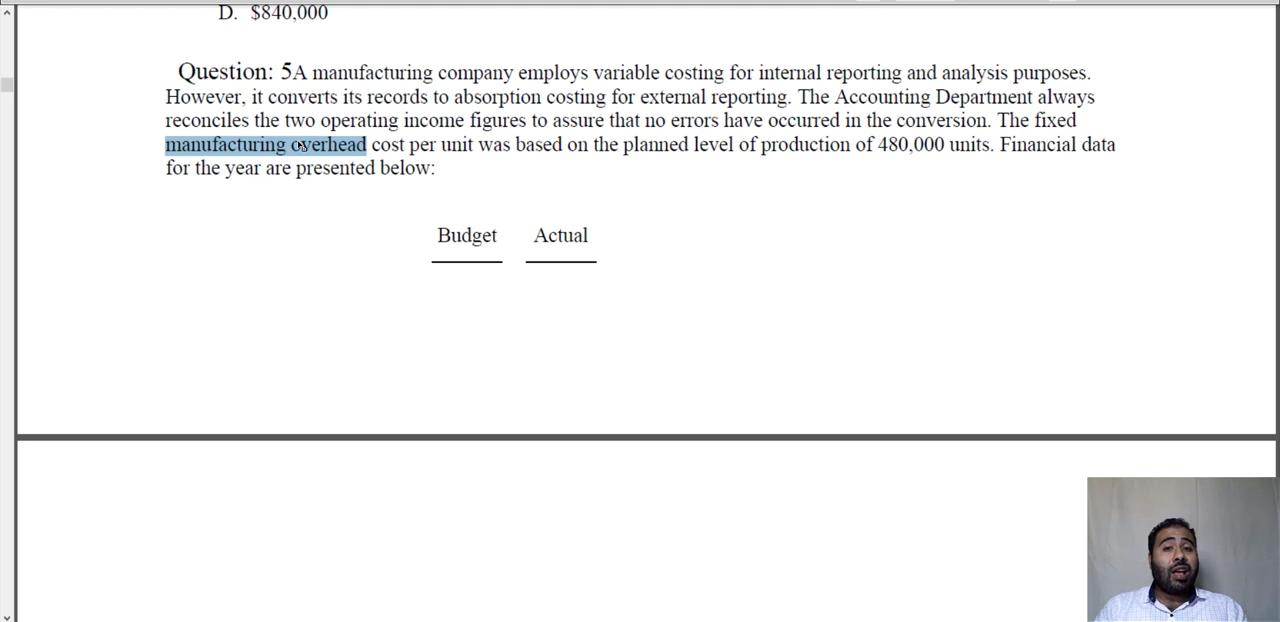 D. $840,000
Question: 5A manufacturing company employs variable costing for internal reporting and analysis purposes.
However, it converts its records to absorption costing for external reporting. The Accounting Department always
reconciles the two operating income figures to assure that no errors have occurred in the conversion. The fixed
manufacturing overhead cost per unit was based on the planned level of production of 480,000 units. Financial data
for the year are presented below:
Budget Actual